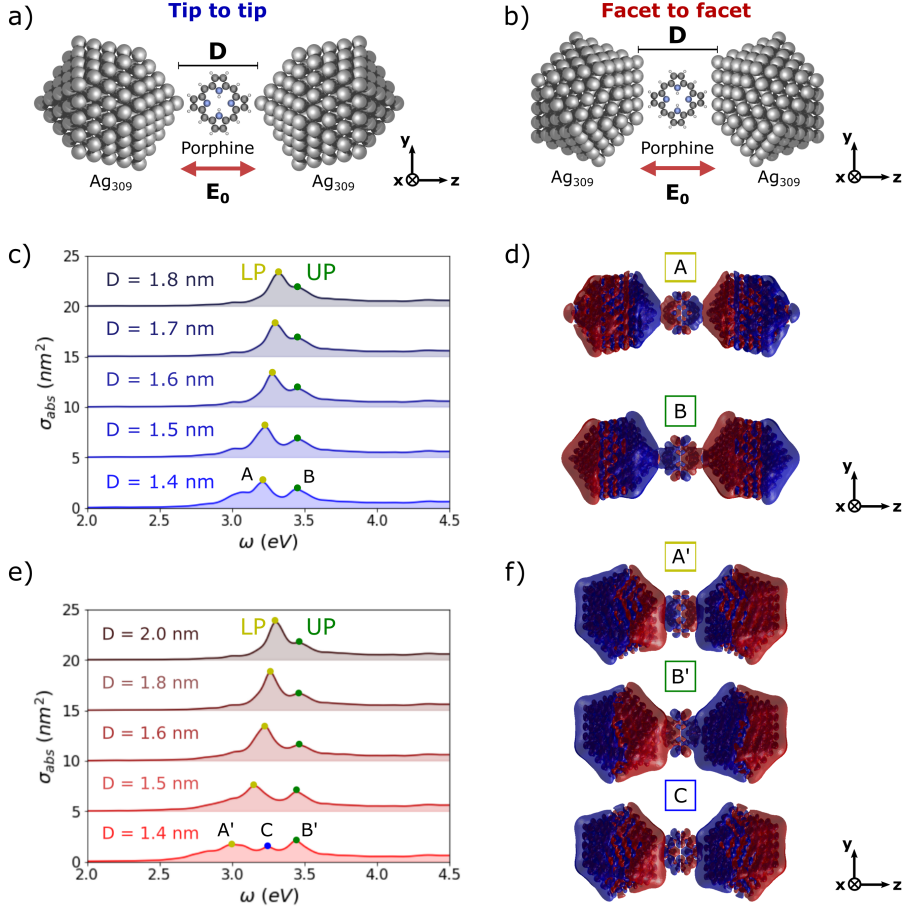 a)
Tip to tip
D
Porphine
E0
Ag309
Ag309
y
x
z
b)
Facet to facet
D
Porphine
E0
Ag309
Ag309
y
x
z
c)
25
20
15
10
5
0
σabs (nm²)
D = 1.8 nm
LP
UP
D = 1.7 nm
D = 1.6 nm
D = 1.5 nm
D = 1.4 nm
A
B
2.0
2.5
3.0
3.5
4.0
4.5
ω (eV)
d)
A
B
y
x
z
e)
25
20
15
10
5
0
σabs (nm²)
D = 2.0 nm
LP
UP
D = 1.8 nm
D = 1.6 nm
D = 1.5 nm
D = 1.4 nm
A'
C
B'
2.0
2.5
3.0
3.5
4.0
4.5
ω (eV)
f)
A'
B'
C
y
x
z